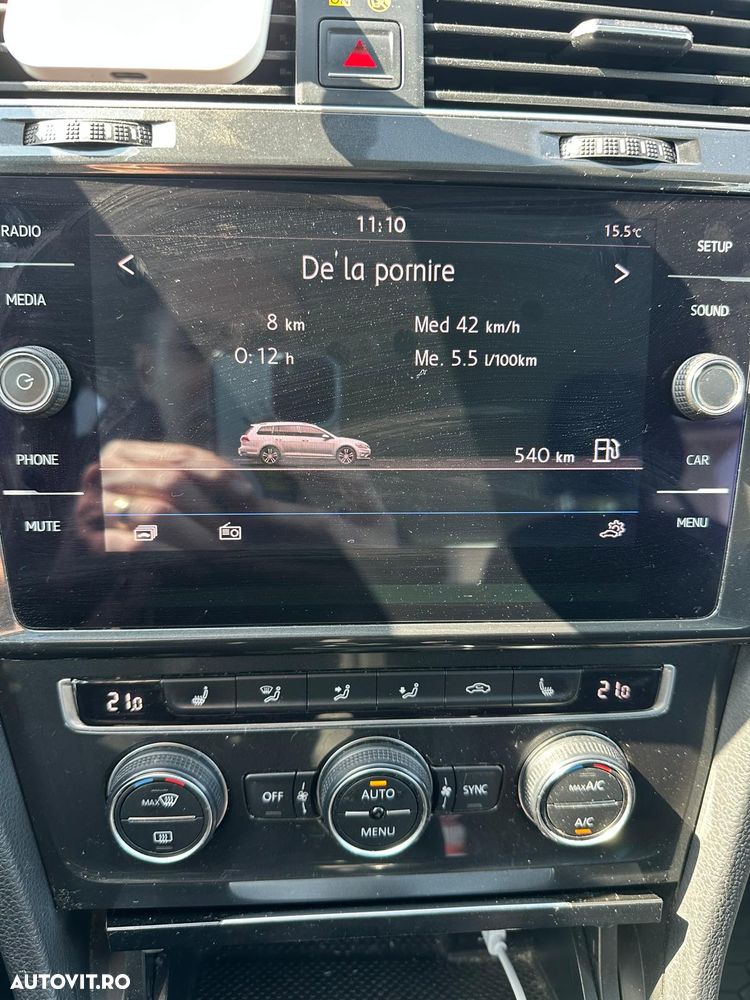 ON
RADIO
MEDIA
PHONE
MUTE
11:10
15.5°C
< De la pornire >
8 km
Med 42 km/h
0:12 h
Me. 5.5 l/100km
540 km
SETUP
SOUND
CAR
MENU
21.0
21.0
MAX
OFF
AUTO
MENU
SYNC
MAX A/C
A/C
AUTOVIT.RO